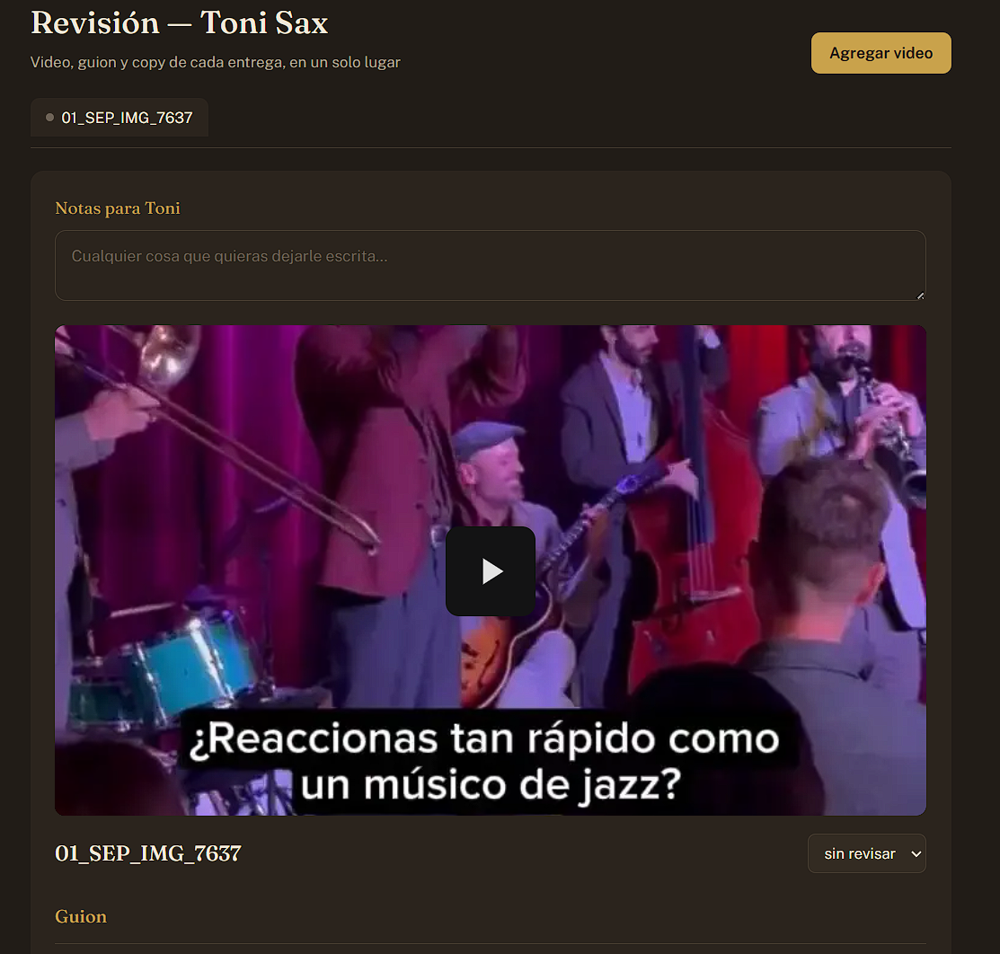 Revisión — Toni Sax
Video, guion y copy de cada entrega, en un solo lugar
Agregar video
01_SEP_IMG_7637
Notas para Toni
Cualquier cosa que quieras dejarle escrita...
¿Reaccionas tan rápido como
un músico de jazz?
01_SEP_IMG_7637
sin revisar
Guion